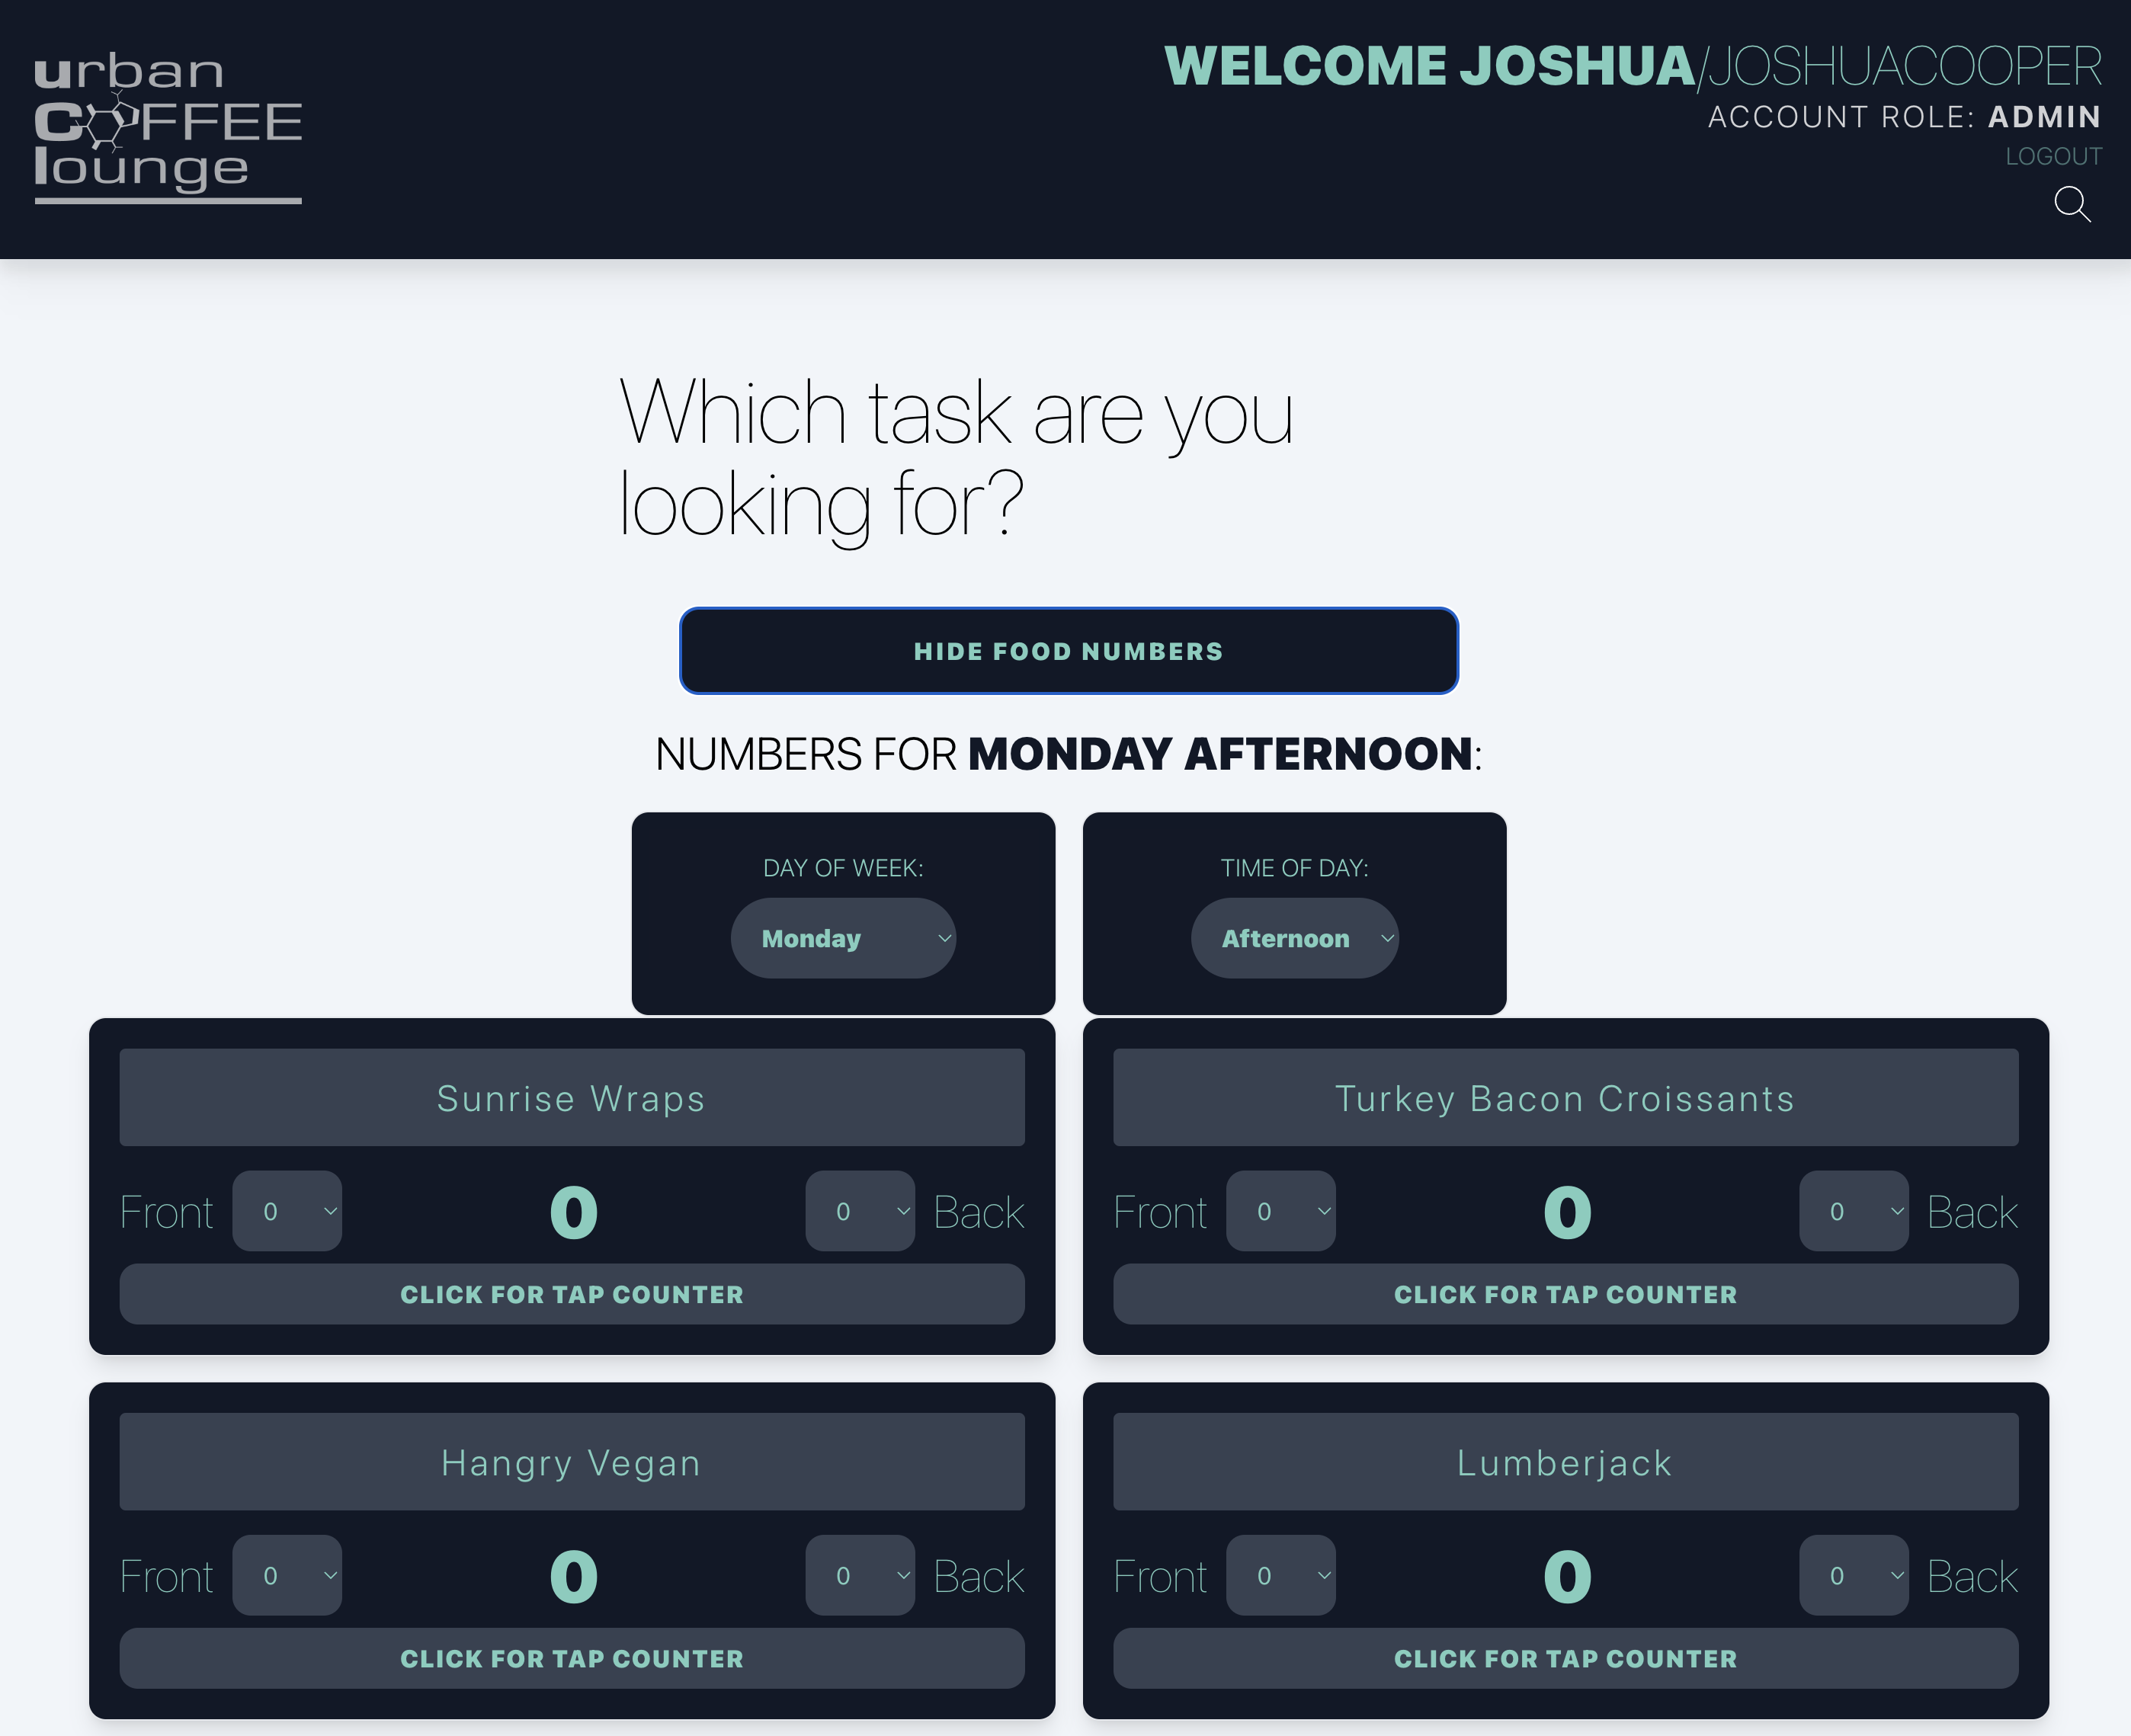 urban
COFFEE
lounge
WELCOME JOSHUA/JOSHUACOOPER
ACCOUNT ROLE: ADMIN
LOGOUT
Which task are you
looking for?
HIDE FOOD NUMBERS
NUMBERS FOR MONDAY AFTERNOON:
DAY OF WEEK:
Monday
TIME OF DAY:
Afternoon
Sunrise Wraps
Front 0 0 0 Back
CLICK FOR TAP COUNTER
Turkey Bacon Croissants
Front 0 0 0 Back
CLICK FOR TAP COUNTER
Hangry Vegan
Front 0 0 0 Back
CLICK FOR TAP COUNTER
Lumberjack
Front 0 0 0 Back
CLICK FOR TAP COUNTER